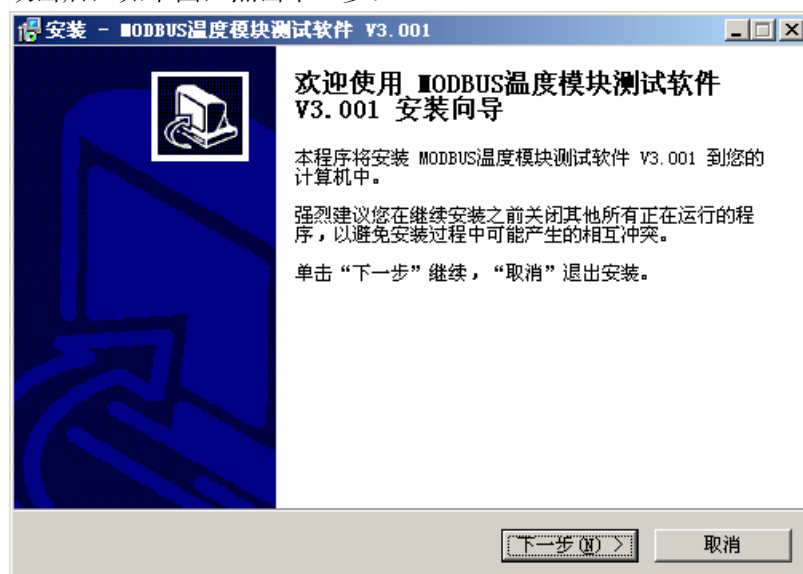 安装 - MODBUS温度模块测试软件 V3.001
欢迎使用 MODBUS温度模块测试软件
V3.001 安装向导
本程序将安装 MODBUS温度模块测试软件 V3.001 到您的
计算机中。
强烈建议您在继续安装之前关闭其他所有正在运行的程
序，以避免安装过程中可能产生的相互冲突。
单击“下一步”继续，“取消”退出安装。
下一步(N) >
取消